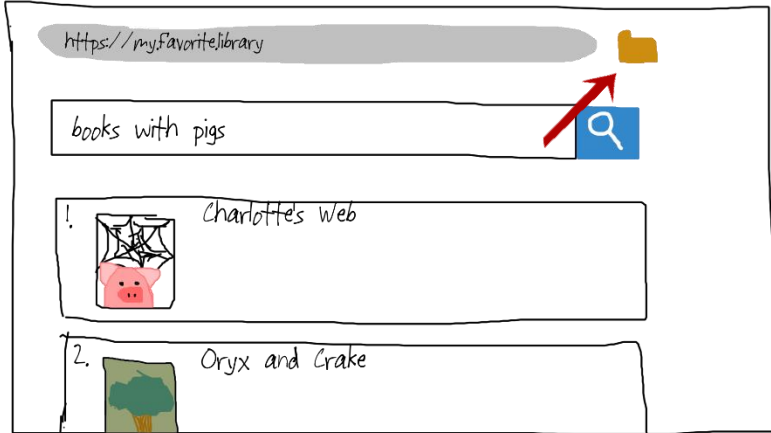 https://my.favorite.library
books with pigs
1. Charlotte's Web
2. Oryx and Crake